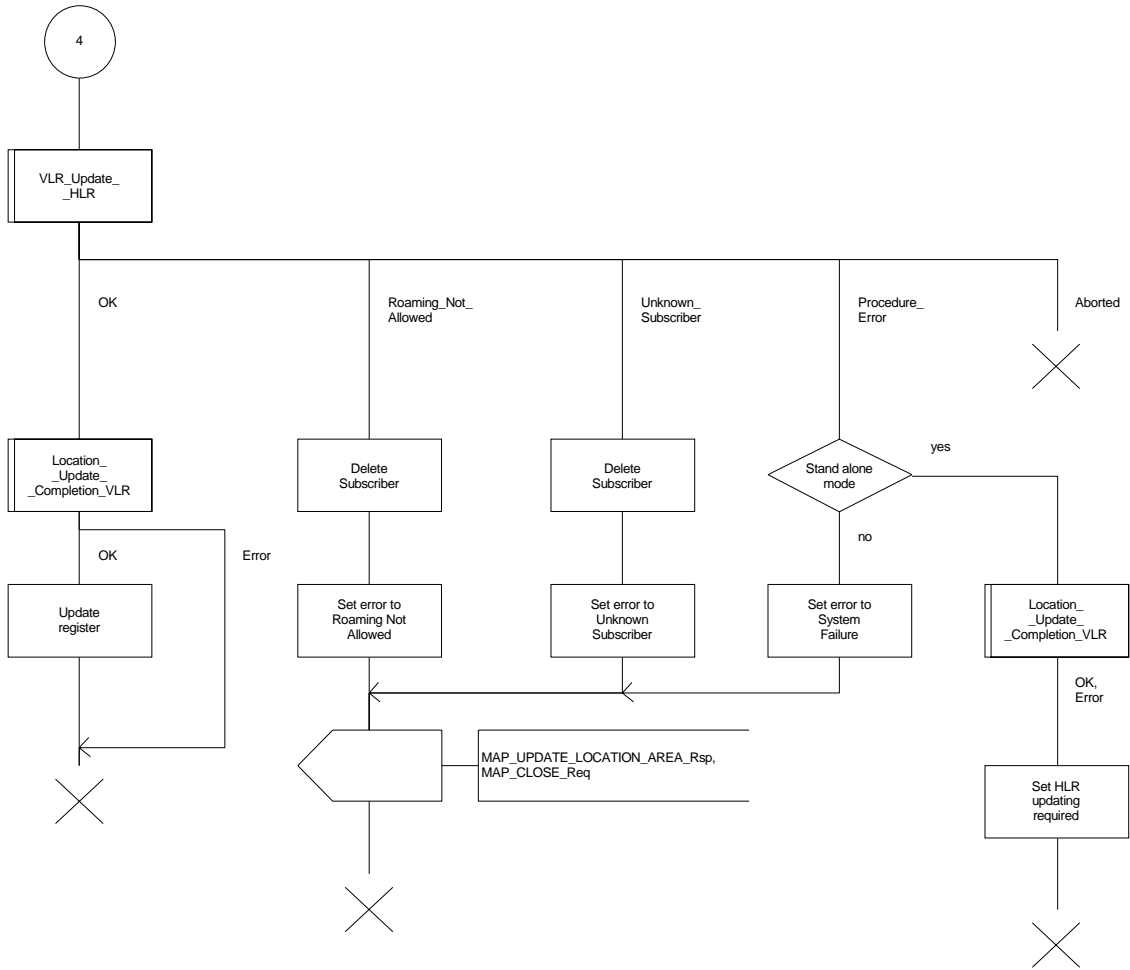 4
VLR_Update_
_HLR
OK
Roaming_Not_
Allowed
Unknown_
Subscriber
Procedure_
Error
Aborted
Location_
_Update_
_Completion_VLR
Delete
Subscriber
Delete
Subscriber
Stand alone
mode
yes
no
OK
Error
Update
register
Set error to
Roaming Not
Allowed
Set error to
Unknown
Subscriber
Set error to
System
Failure
Location_
_Update_
_Completion_VLR
OK,
Error
MAP_UPDATE_LOCATION_AREA_Rsp,
MAP_CLOSE_Req
Set HLR
updating
required